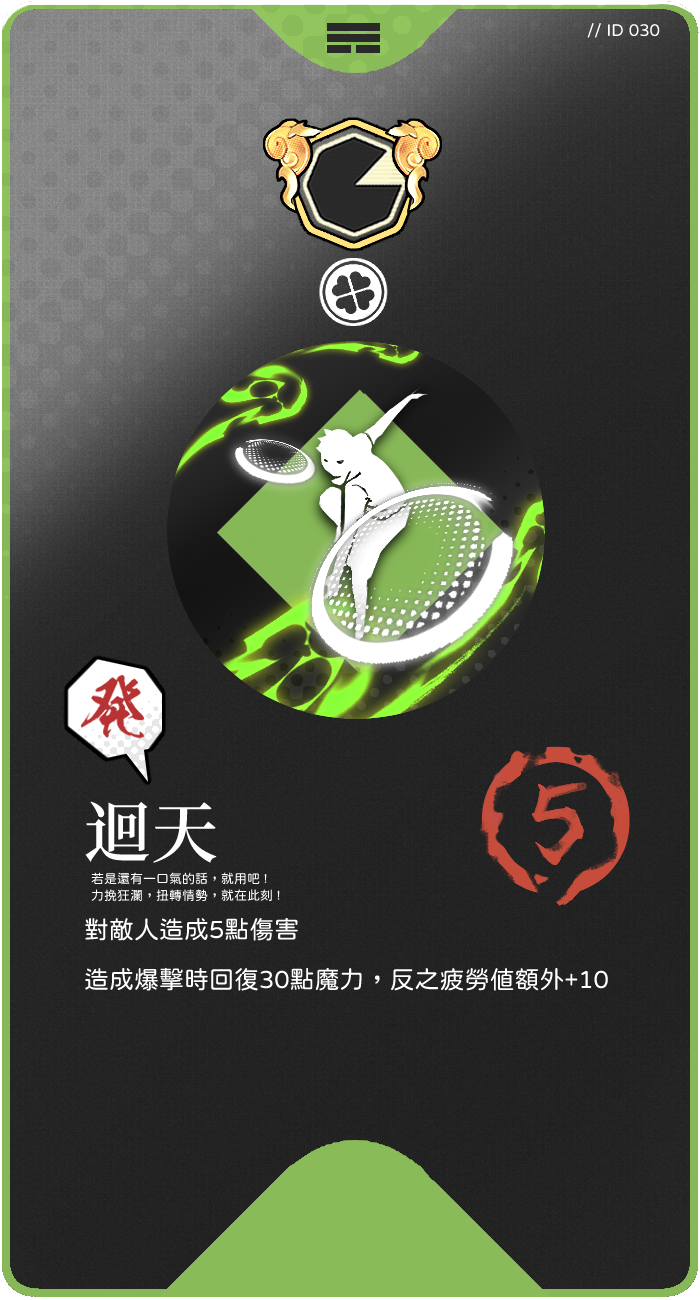 // ID 030
發
5
迴天
若是還有一口氣的話，就用吧！
力挽狂瀾，扭轉情勢，就在此刻！
對敵人造成5點傷害
造成爆擊時回復30點魔力，反之疲勞值額外+10